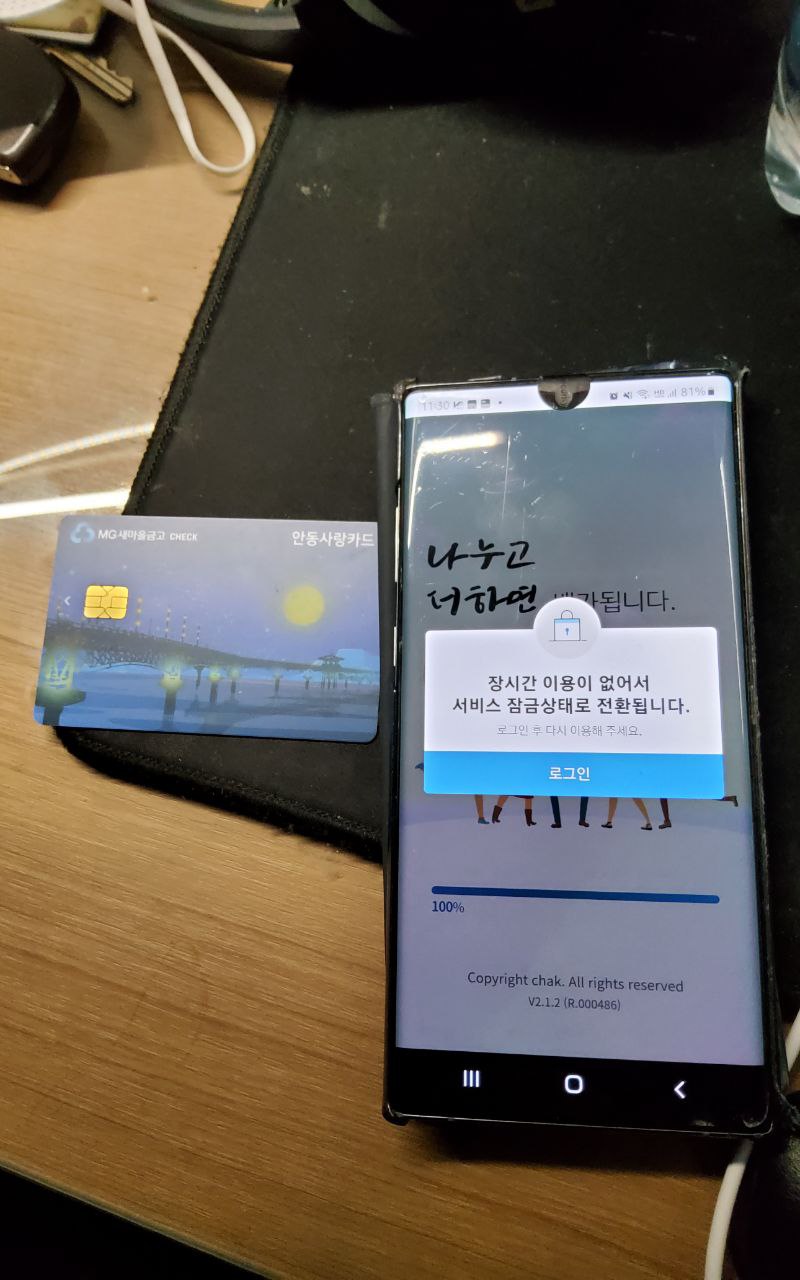 MG새마을금고 CHECK
안동사랑카드
11:30
81%
나누고
더하면 배가됩니다.
장시간 이용이 없어서
서비스 잠금상태로 전환됩니다.
로그인 후 다시 이용해 주세요.
로그인
100%
Copyright chak. All rights reserved
V2.1.2 (R.000486)